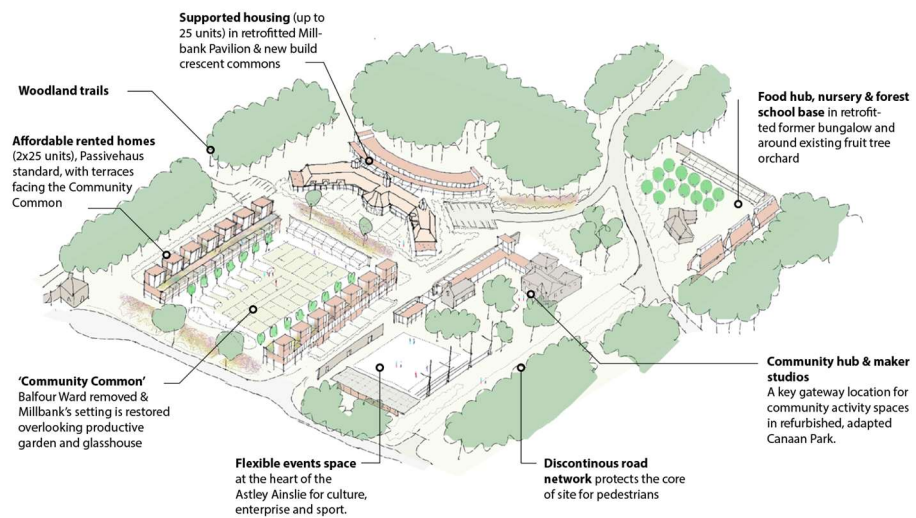 Supported housing (up to
25 units) in retrofitted Mill-
bank Pavilion & new build
crescent commons
Woodland trails
Affordable rented homes
(2x25 units), Passivehaus
standard, with terraces
facing the Community
Common
Food hub, nursery & forest
school base in retrofit-
ted former bungalow and
around existing fruit tree
orchard
'Community Common'
Balfour Ward removed &
Millbank's setting is restored
overlooking productive
garden and glasshouse
Community hub & maker
studios
A key gateway location for
community activity spaces
in refurbished, adapted
Canaan Park.
Flexible events space
at the heart of the
Astley Ainslie for culture,
enterprise and sport.
Discontinous road
network protects the core
of site for pedestrians